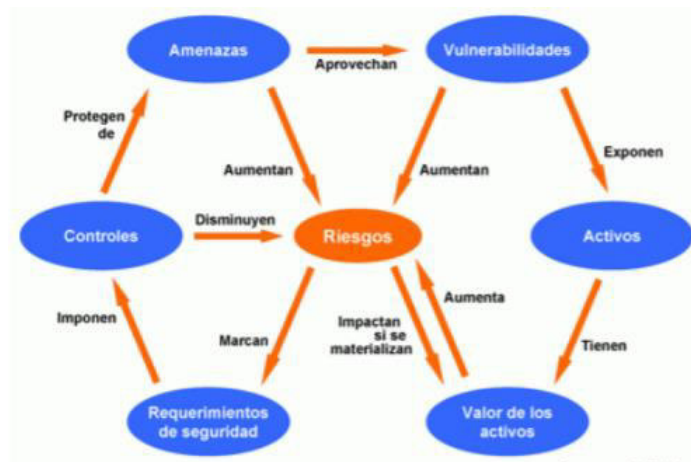 Amenazas
Aprovechan
Vulnerabilidades
Protegen
de
Aumentan
Aumentan
Exponen
Controles
Disminuyen
Riesgos
Activos
Imponen
Marcan
Impactan
si se
materializan
Aumenta
Tienen
Requerimientos
de seguridad
Valor de los
activos